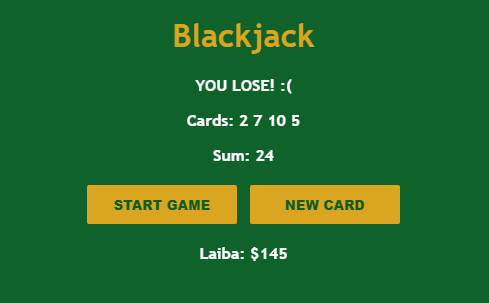 Blackjack
YOU LOSE! :(
Cards: 2 7 10 5
Sum: 24
START GAME NEW CARD
Laiba: $145